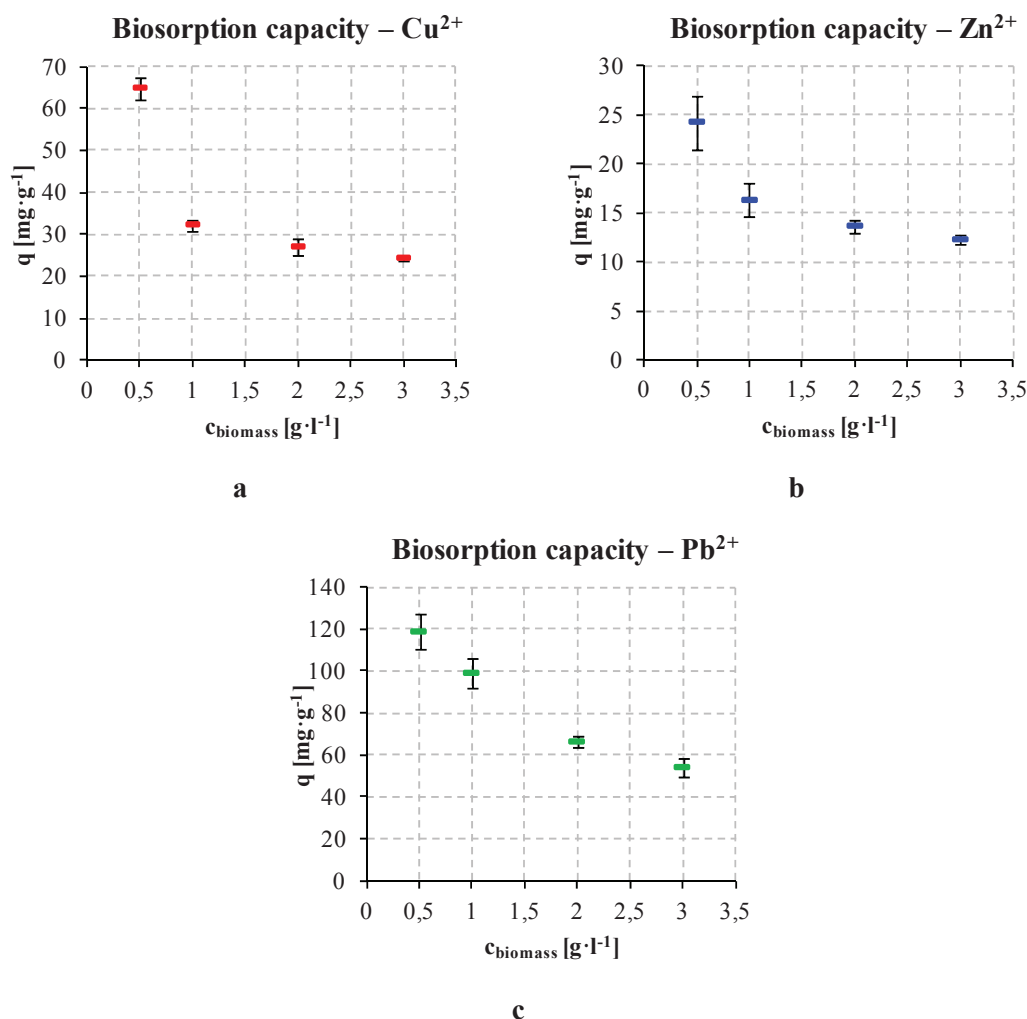 Biosorption capacity – Cu²⁺
70
60
50
40
30
20
10
0
q [mg·g⁻¹]
0 0,5 1 1,5 2 2,5 3 3,5
c_biomass [g·l⁻¹]
a
Biosorption capacity – Zn²⁺
30
25
20
15
10
5
0
q [mg·g⁻¹]
0 0,5 1 1,5 2 2,5 3 3,5
c_biomass [g·l⁻¹]
b
Biosorption capacity – Pb²⁺
140
120
100
80
60
40
20
0
q [mg·g⁻¹]
0 0,5 1 1,5 2 2,5 3 3,5
c_biomass [g·l⁻¹]
c